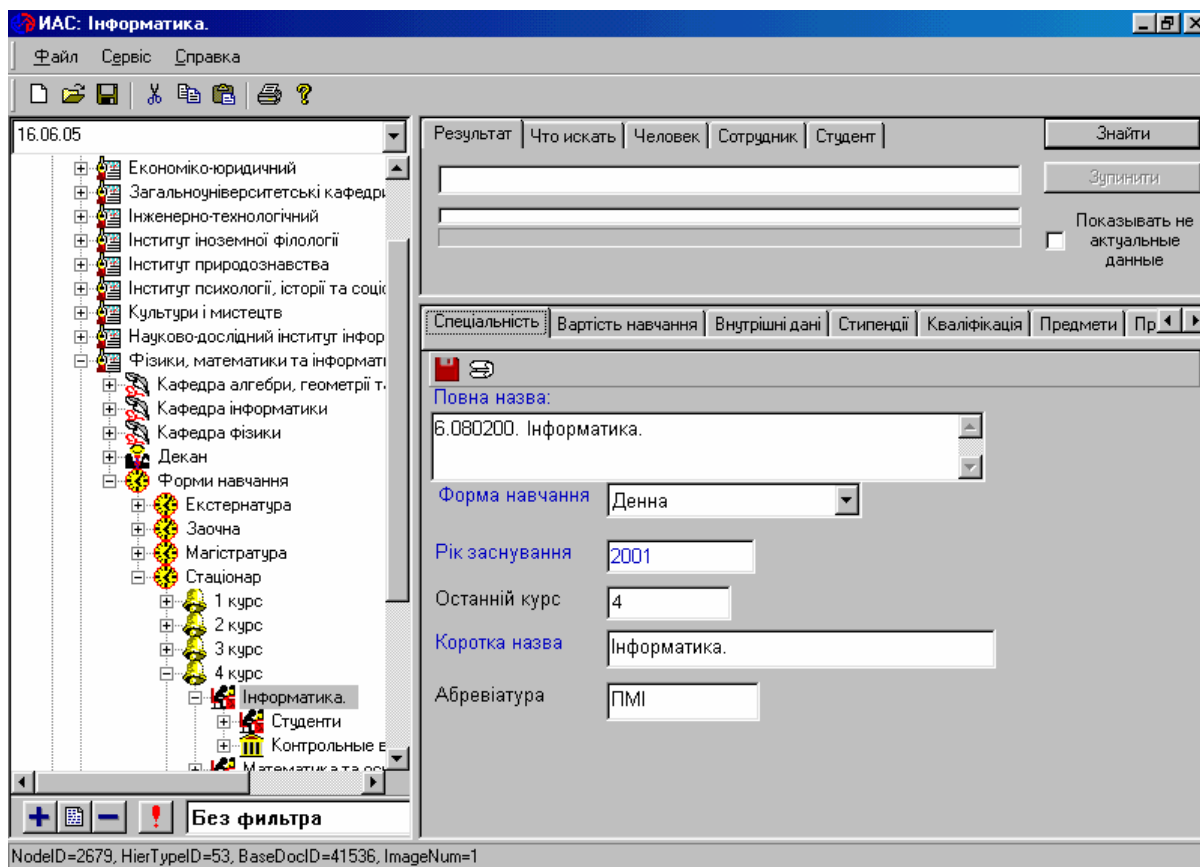 ИАС: Інформатика.
Файл Сервіс Справка
16.06.05
Економіко-юридичний
Загальноуніверситетські кафедри
Інженерно-технологічний
Інститут іноземної філології
Інститут природознавства
Інститут психології, історії та соціо
Культури і мистецтв
Науково-дослідний інститут інфор
Фізики, математики та інформати
Кафедра алгебри, геометрії та
Кафедра інформатики
Кафедра фізики
Декан
Форми навчання
Екстернатура
Заочна
Магістратура
Стаціонар
1 курс
2 курс
3 курс
4 курс
Інформатика.
Студенти
Контрольные в
Математика та осн
Без фильтра
Результат Что искать Человек Сотрудник Студент
Знайти
Зупинити
Показывать не
актуальные
данные
Спеціальність Вартість навчання Внутрішні дані Стипендії Кваліфікація Предмети Пр
Повна назва:
6.080200. Інформатика.
Форма навчання Денна
Рік заснування 2001
Останній курс 4
Коротка назва Інформатика.
Абревіатура ПМІ
NodeID=2679, HierTypeID=53, BaseDocID=41536, ImageNum=1